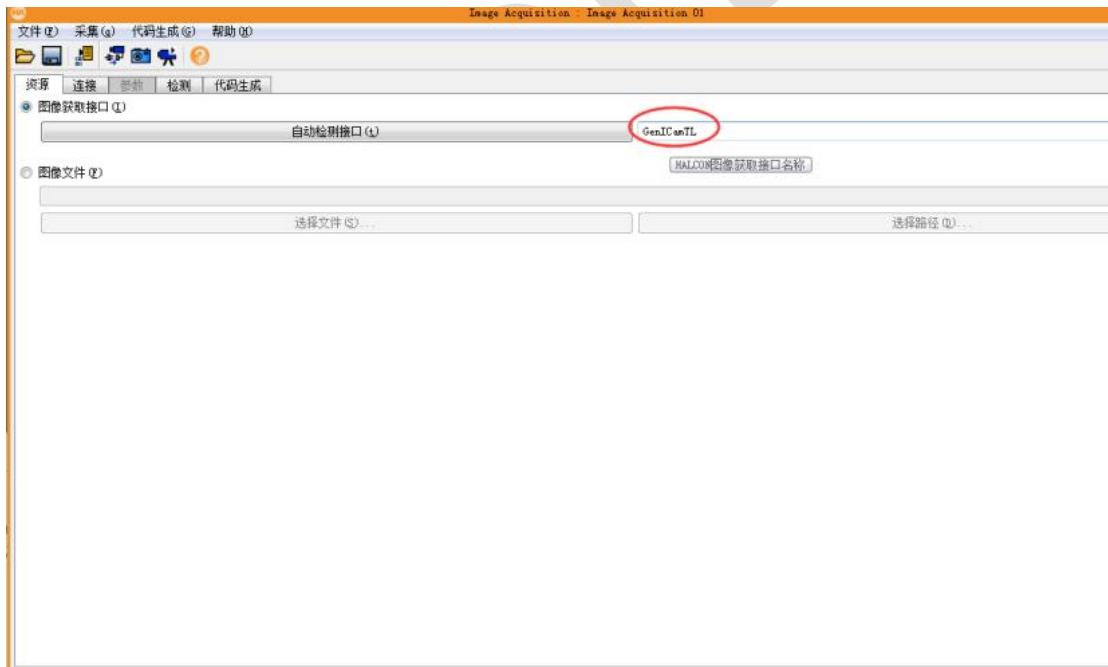 Image Acquisition : Image Acquisition 01
文件(F) 采集(a) 代码生成(G) 帮助(H)
资源 连接 参数 检测 代码生成
图像获取接口(I)
自动检测接口(t) GenICamTL
HALCON图像获取接口名称
图像文件(F)
选择文件(S)... 选择路径(D)...